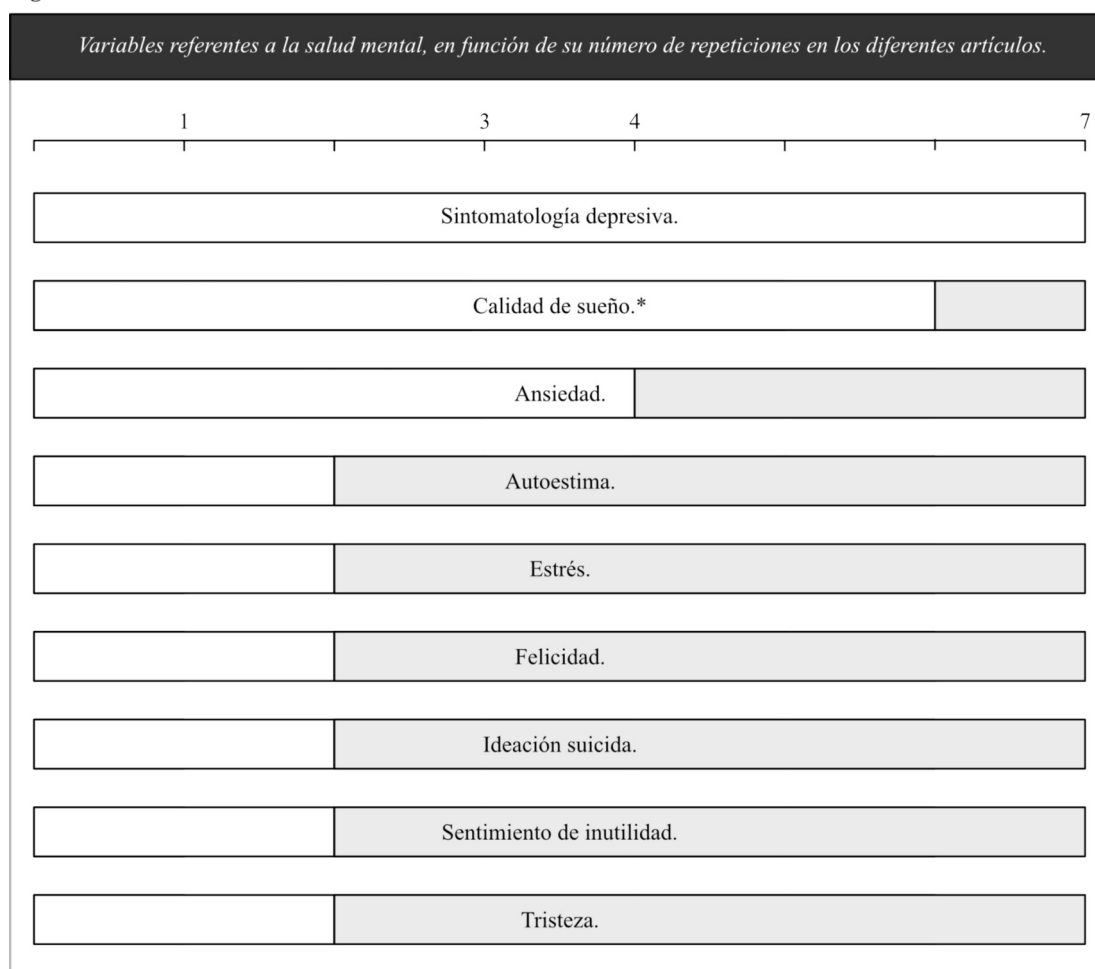 Variables referentes a la salud mental, en función de su número de repeticiones en los diferentes artículos.
1 3 4 7
Sintomatología depresiva.
Calidad de sueño.*
Ansiedad.
Autoestima.
Estrés.
Felicidad.
Ideación suicida.
Sentimiento de inutilidad.
Tristeza.